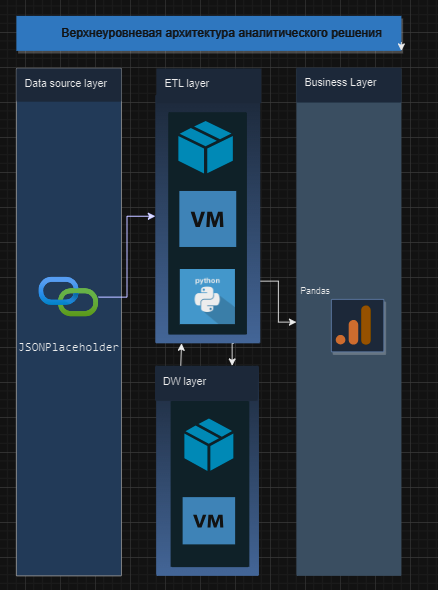 Верхнеуровневая архитектура аналитического решения
Data source layer
ETL layer
Business Layer
VM
python
Pandas
JSONPlaceholder
DW layer
VM